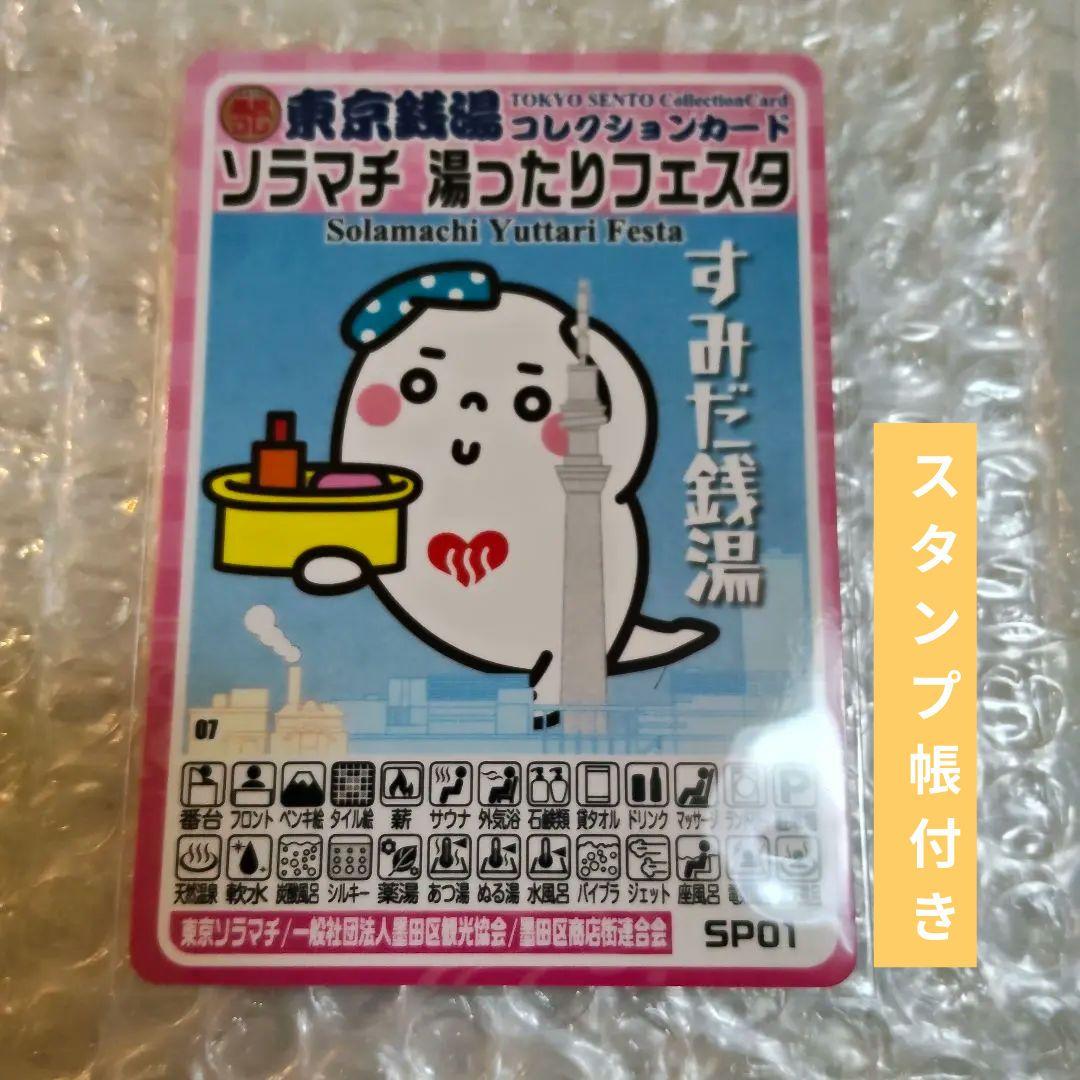 東京銭湯
TOKYO SENTO CollectionCard
コレクションカード
ソラマチ 湯ったりフェスタ
Solamachi Yuttari Festa
すみだ銭湯
07
番台 フロント ペンキ絵 タイル絵 薪 サウナ 外気浴 石鹸類 貸タオル ドリンク マッサージ
天然温泉 軟水 炭酸風呂 シルキー 薬湯 あつ湯 ぬる湯 水風呂 バイブラ ジェット 座風呂
東京ソラマチ/一般社団法人墨田区観光協会/墨田区商店街連合会
SP01
スタンプ帳付き